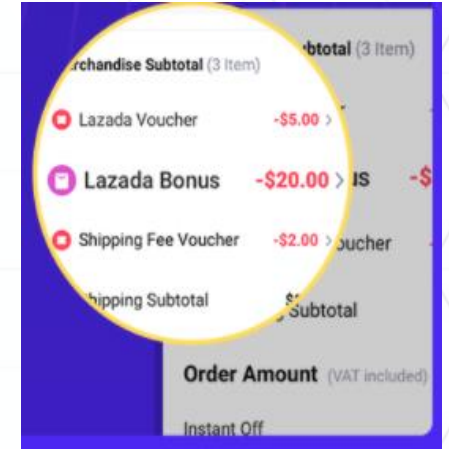 rchandise Subtotal (3 Item)
btotal (3 Item)
Lazada Voucher -$5.00 >
Lazada Bonus -$20.00 >
us -$
Shipping Fee Voucher -$2.00 >
oucher
hipping Subtotal $
Subtotal
Order Amount (VAT included)
Instant Off